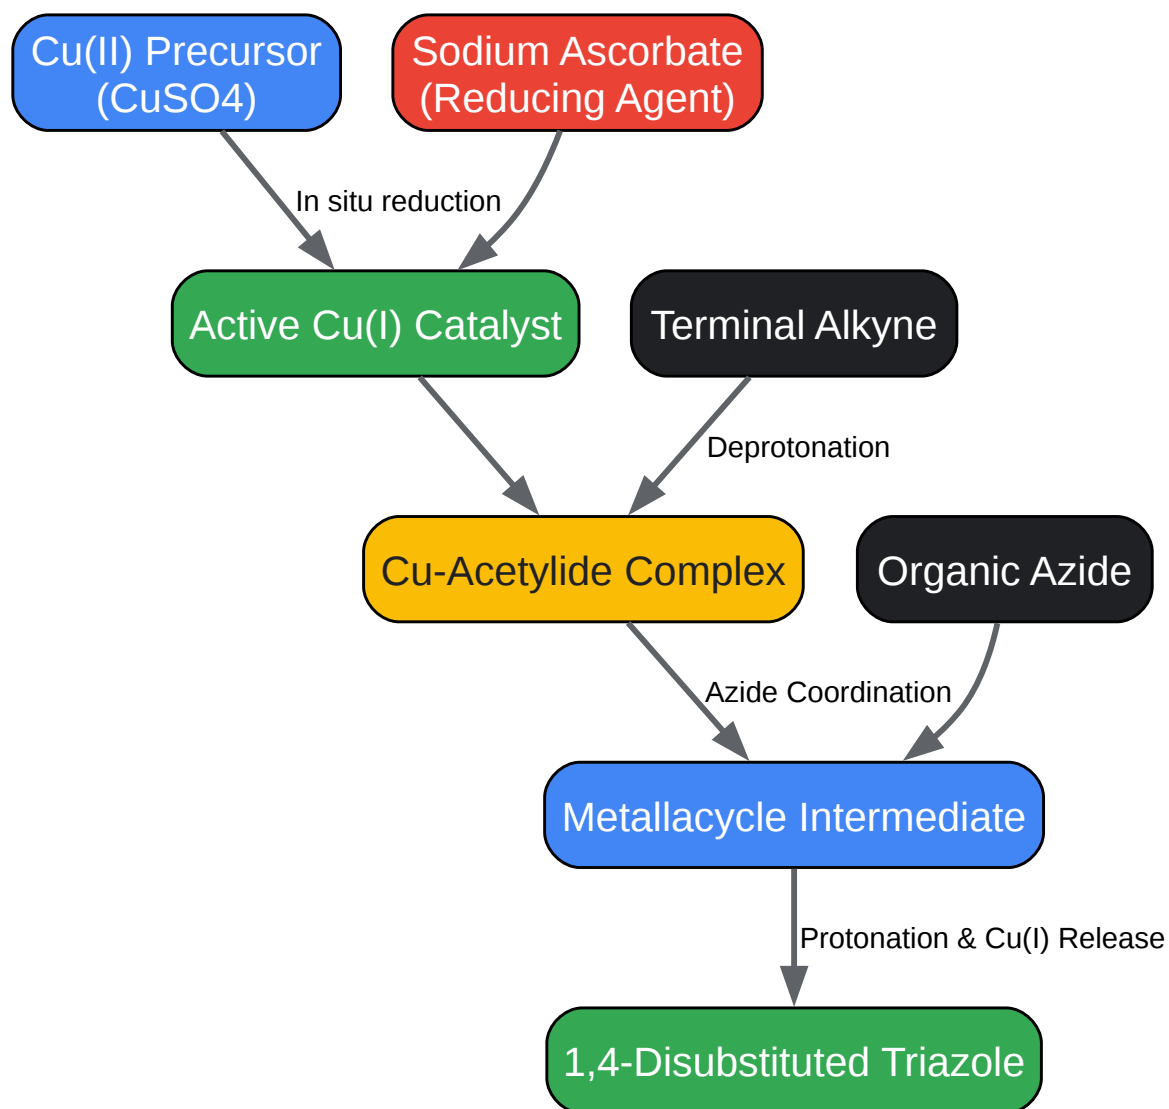 Cu(II) Precursor
(CuSO4)
Sodium Ascorbate
(Reducing Agent)
In situ reduction
Active Cu(I) Catalyst
Terminal Alkyne
Deprotonation
Cu-Acetylide Complex
Organic Azide
Azide Coordination
Metallacycle Intermediate
Protonation & Cu(I) Release
1,4-Disubstituted Triazole